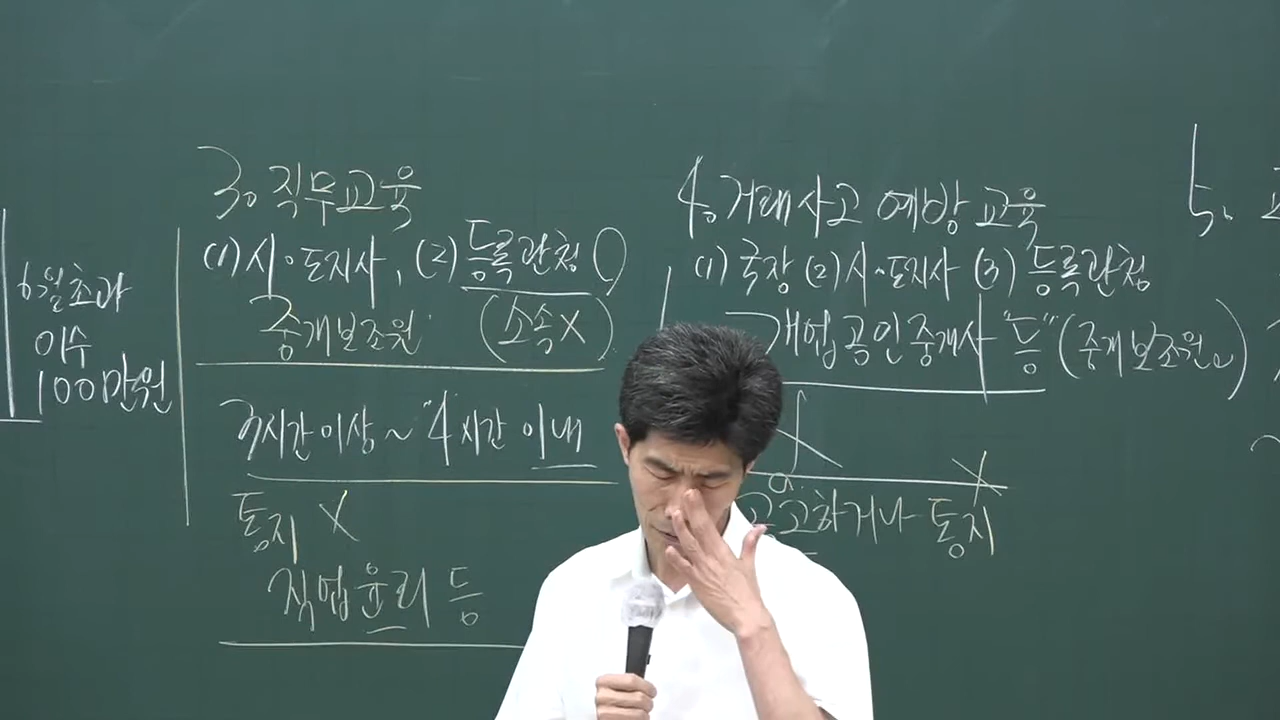 6월초과
이수
100만원
3. 직무교육
(1) 시·도지사, (2) 등록관청 ○
중개보조원 (소속X)
3시간이상 ~ 4시간 이내
통지 X
직업윤리 등
4. 거래사고 예방 교육
(1) 국장 (2) 시·도지사 (3) 등록관청
개업공인중개사 "등" (중개보조원o)
X X
공고하거나 통지
5.